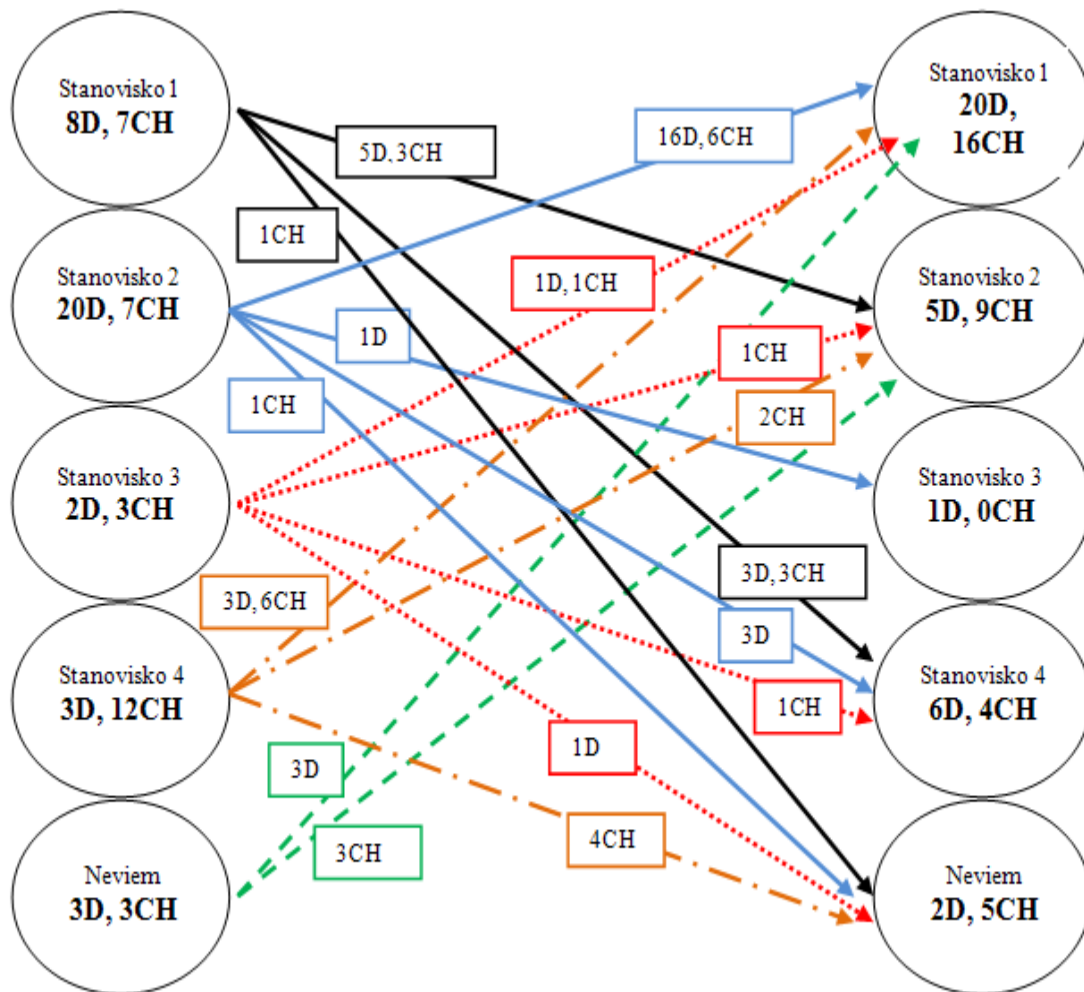 Stanovisko 1
8D, 7CH
Stanovisko 2
20D, 7CH
Stanovisko 3
2D, 3CH
Stanovisko 4
3D, 12CH
Neviem
3D, 3CH
5D, 3CH
1CH
16D, 6CH
1D, 1CH
1D
1CH
1CH
2CH
3D, 3CH
3D, 6CH
3D
1CH
1D
3D
3CH
4CH
Stanovisko 1
20D,
16CH
Stanovisko 2
5D, 9CH
Stanovisko 3
1D, 0CH
Stanovisko 4
6D, 4CH
Neviem
2D, 5CH